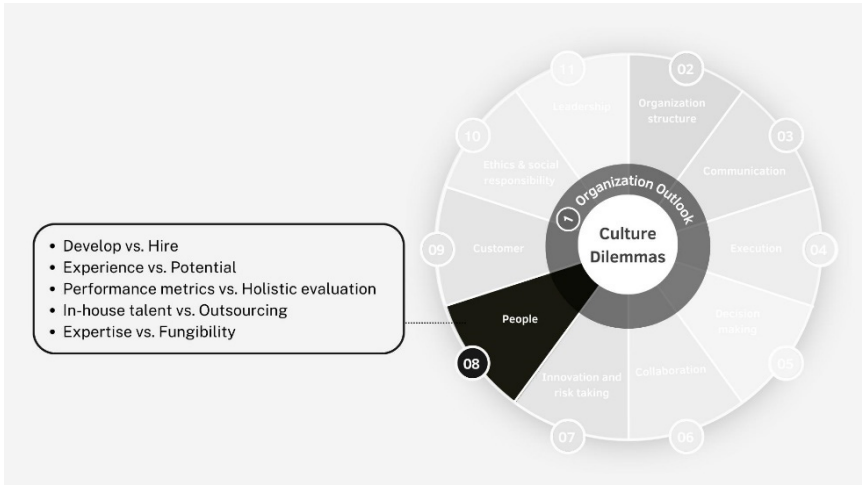 • Develop vs. Hire
• Experience vs. Potential
• Performance metrics vs. Holistic evaluation
• In-house talent vs. Outsourcing
• Expertise vs. Fungibility
Culture
Dilemmas
1 Organization Outlook
02
Organization
structure
03
Communication
04
Execution
05
Decision
making
06
Collaboration
07
Innovation and
risk taking
08
People
09
Customer
10
Ethics & social
responsibility
11
Leadership